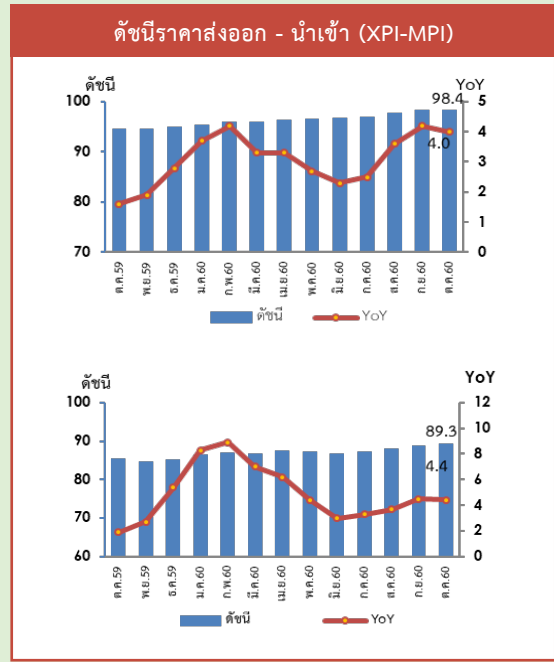 ดัชนีราคาส่งออก - นำเข้า (XPI-MPI)
ดัชนี YoY
100 98.4 5
90 4.0 4
80 3
70 2
1
0
ต.ค.59 พ.ย.59 ธ.ค.59 ม.ค.60 ก.พ.60 มี.ค.60 เม.ย.60 พ.ค.60 มิ.ย.60 ก.ค.60 ส.ค.60 ก.ย.60 ต.ค.60
ดัชนี YoY
ดัชนี YoY
100 12
90 89.3 10
80 4.4 8
70 6
60 4
2
0
ต.ค.59 พ.ย.59 ธ.ค.59 ม.ค.60 ก.พ.60 มี.ค.60 เม.ย.60 พ.ค.60 มิ.ย.60 ก.ค.60 ส.ค.60 ก.ย.60 ต.ค.60
ดัชนี YoY